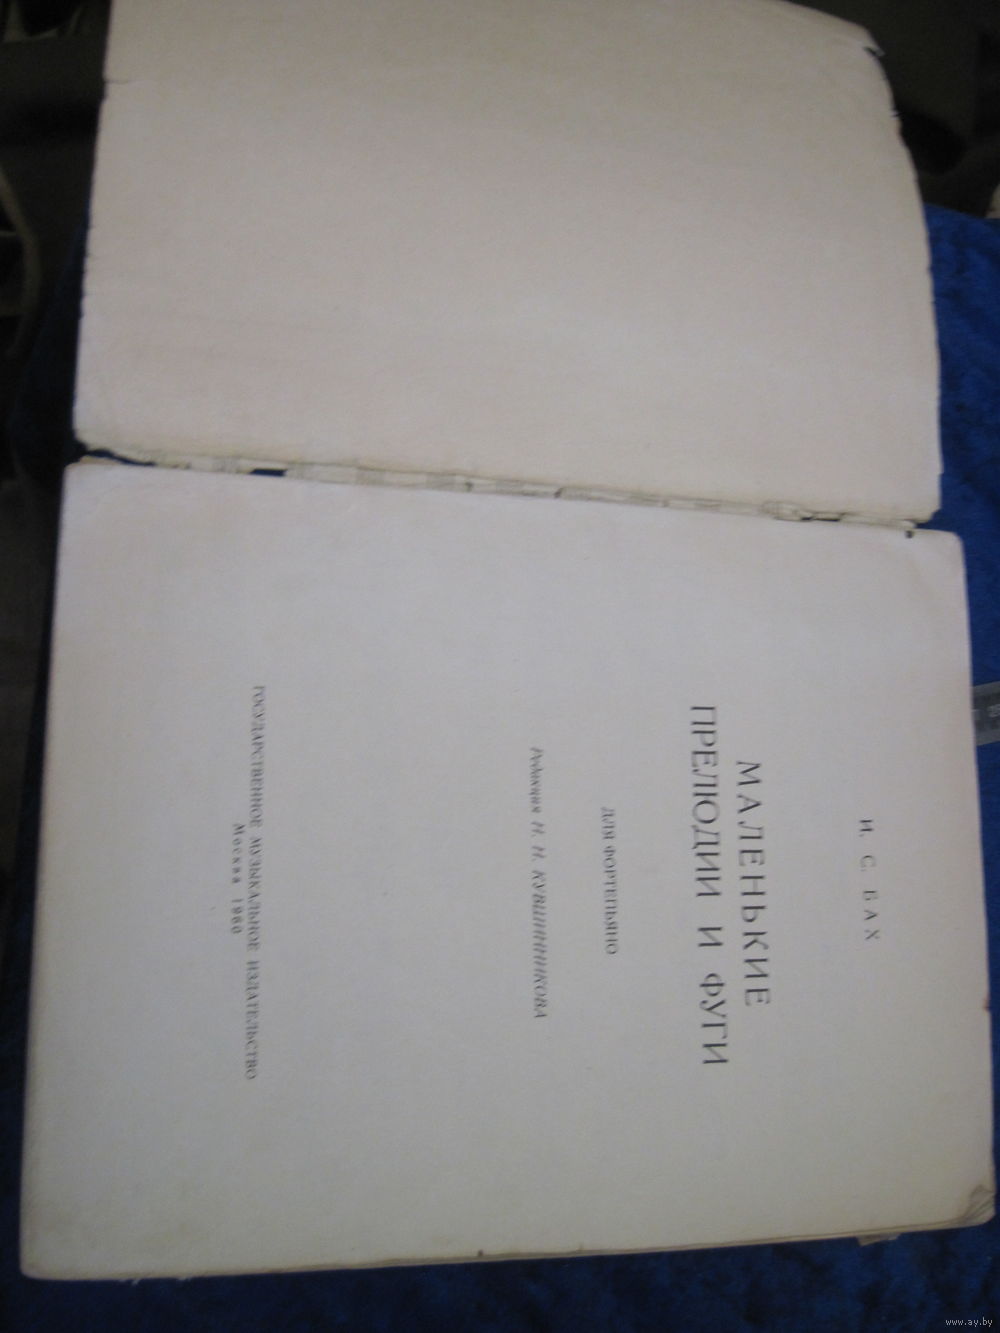 И. С. БАХ
МАЛЕНЬКИЕ
ПРЕЛЮДИИ И ФУГИ
ДЛЯ ФОРТЕПЬЯНО
Редакция Н. Н. КУВШИННИКОВА
ГОСУДАРСТВЕННОЕ МУЗЫКАЛЬНОЕ ИЗДАТЕЛЬСТВО
Москва 1960
www.ay.by